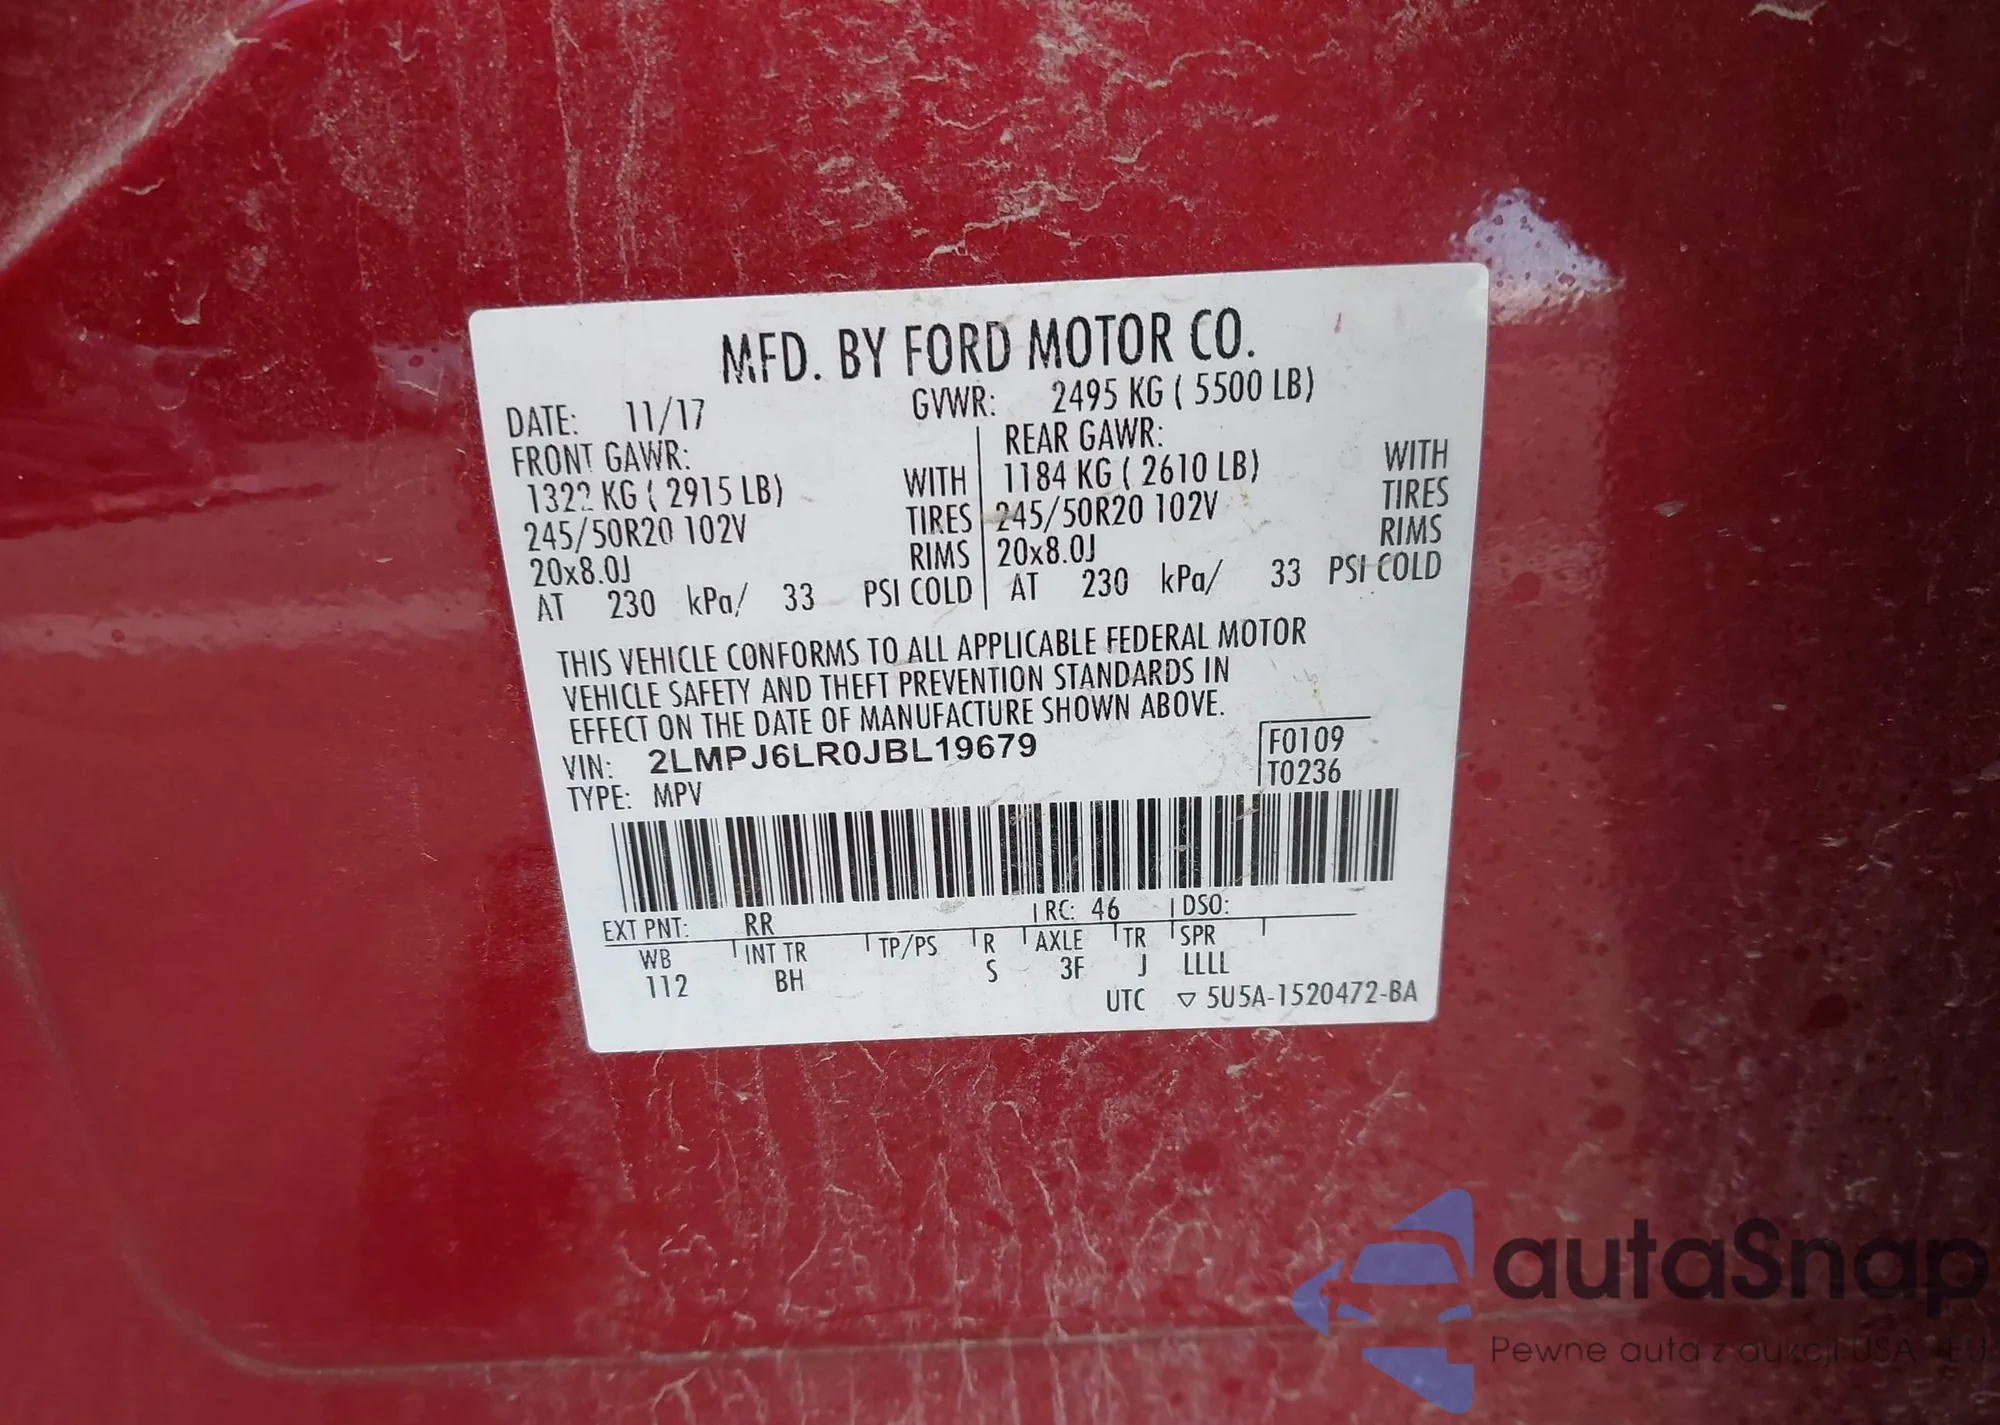 MFD. BY FORD MOTOR CO.
DATE: 11/17 GVWR: 2495 KG ( 5500 LB)
FRONT GAWR: REAR GAWR:
1322 KG ( 2915 LB) WITH 1184 KG ( 2610 LB) WITH
245/50R20 102V TIRES 245/50R20 102V TIRES
20x8.0J RIMS 20x8.0J RIMS
AT 230 kPa/ 33 PSI COLD AT 230 kPa/ 33 PSI COLD
THIS VEHICLE CONFORMS TO ALL APPLICABLE FEDERAL MOTOR
VEHICLE SAFETY AND THEFT PREVENTION STANDARDS IN
EFFECT ON THE DATE OF MANUFACTURE SHOWN ABOVE.
VIN: 2LMPJ6LR0JBL19679 F0109
TYPE: MPV T0236
EXT PNT: RR RC: 46 DSO:
WB INT TR TP/PS R AXLE TR SPR
112 BH S 3F J LLLL
UTC ▽ 5U5A-1520472-BA
autaSnap
Pewne auta z aukcji USA i EU